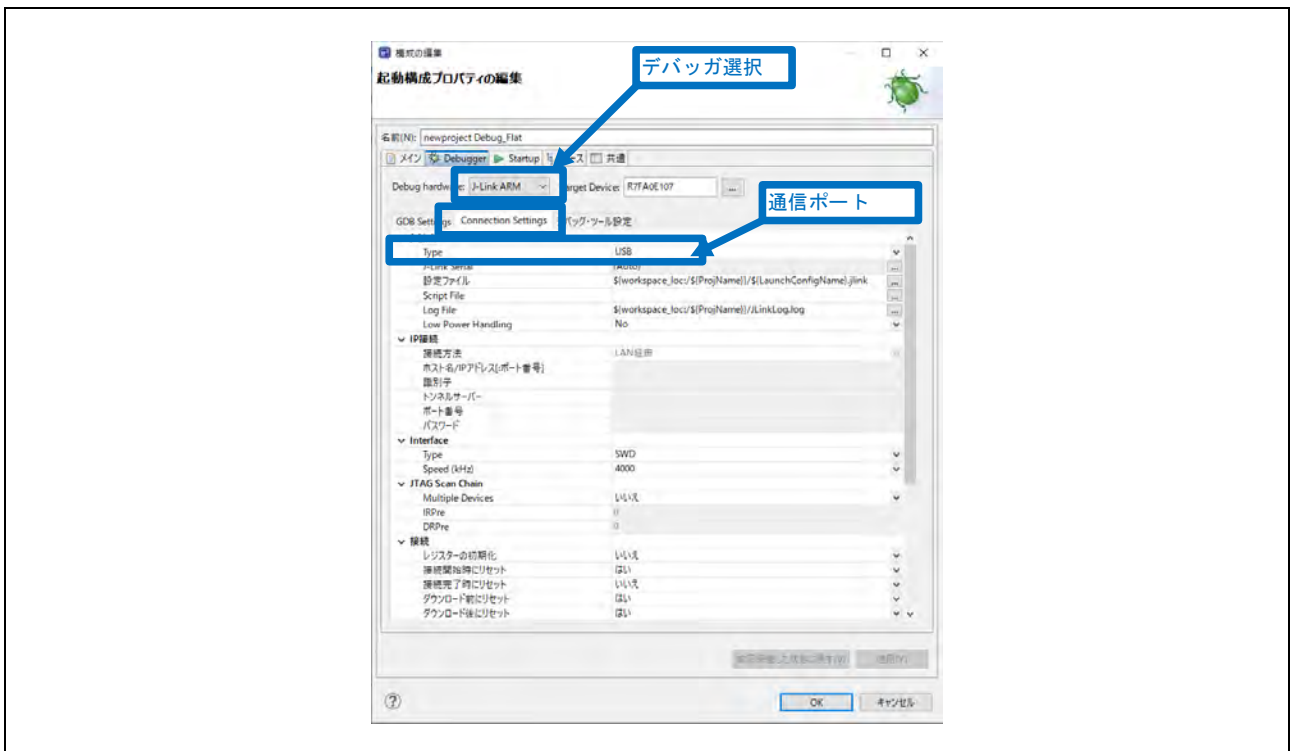 構成の編集
デバッガ選択
起動構成プロパティの編集
名前(N): newproject Debug_Flat
メイン Debugger Startup ス 共通
Debug hardware: J-Link ARM Target Device: R7FA0E107 ...
通信ポート
GDB Settings Connection Settings バッグ・ツール設定
Type USB
J-Link Serial (Auto)
設定ファイル ${workspace_loc:/${ProjName}}/${LaunchConfigName}.jlink
Script File
Log File ${workspace_loc:/${ProjName}}/JLinkLog.log
Low Power Handling No
IP接続
接続方法 LAN経由
ホスト名/IPアドレス[:ポート番号]
識別子
トンネルサーバー
ポート番号
パスワード
Interface
Type SWD
Speed (kHz) 4000
JTAG Scan Chain
Multiple Devices いいえ
IRPre 0
DRPre 0
接続
レジスターの初期化 いいえ
接続開始時にリセット はい
接続完了時にリセット いいえ
ダウンロード前にリセット はい
ダウンロード後にリセット はい
OK キャンセル